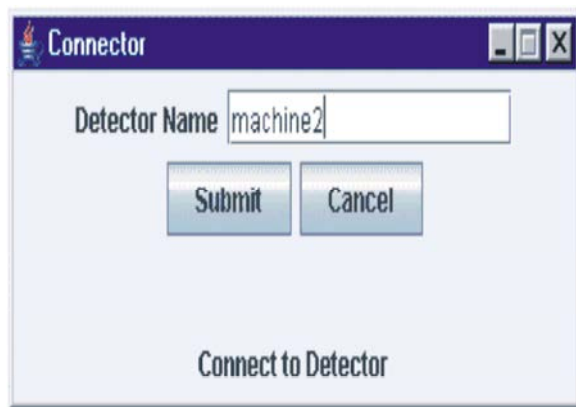 Connector
Detector Name machine2
Submit Cancel
Connect to Detector